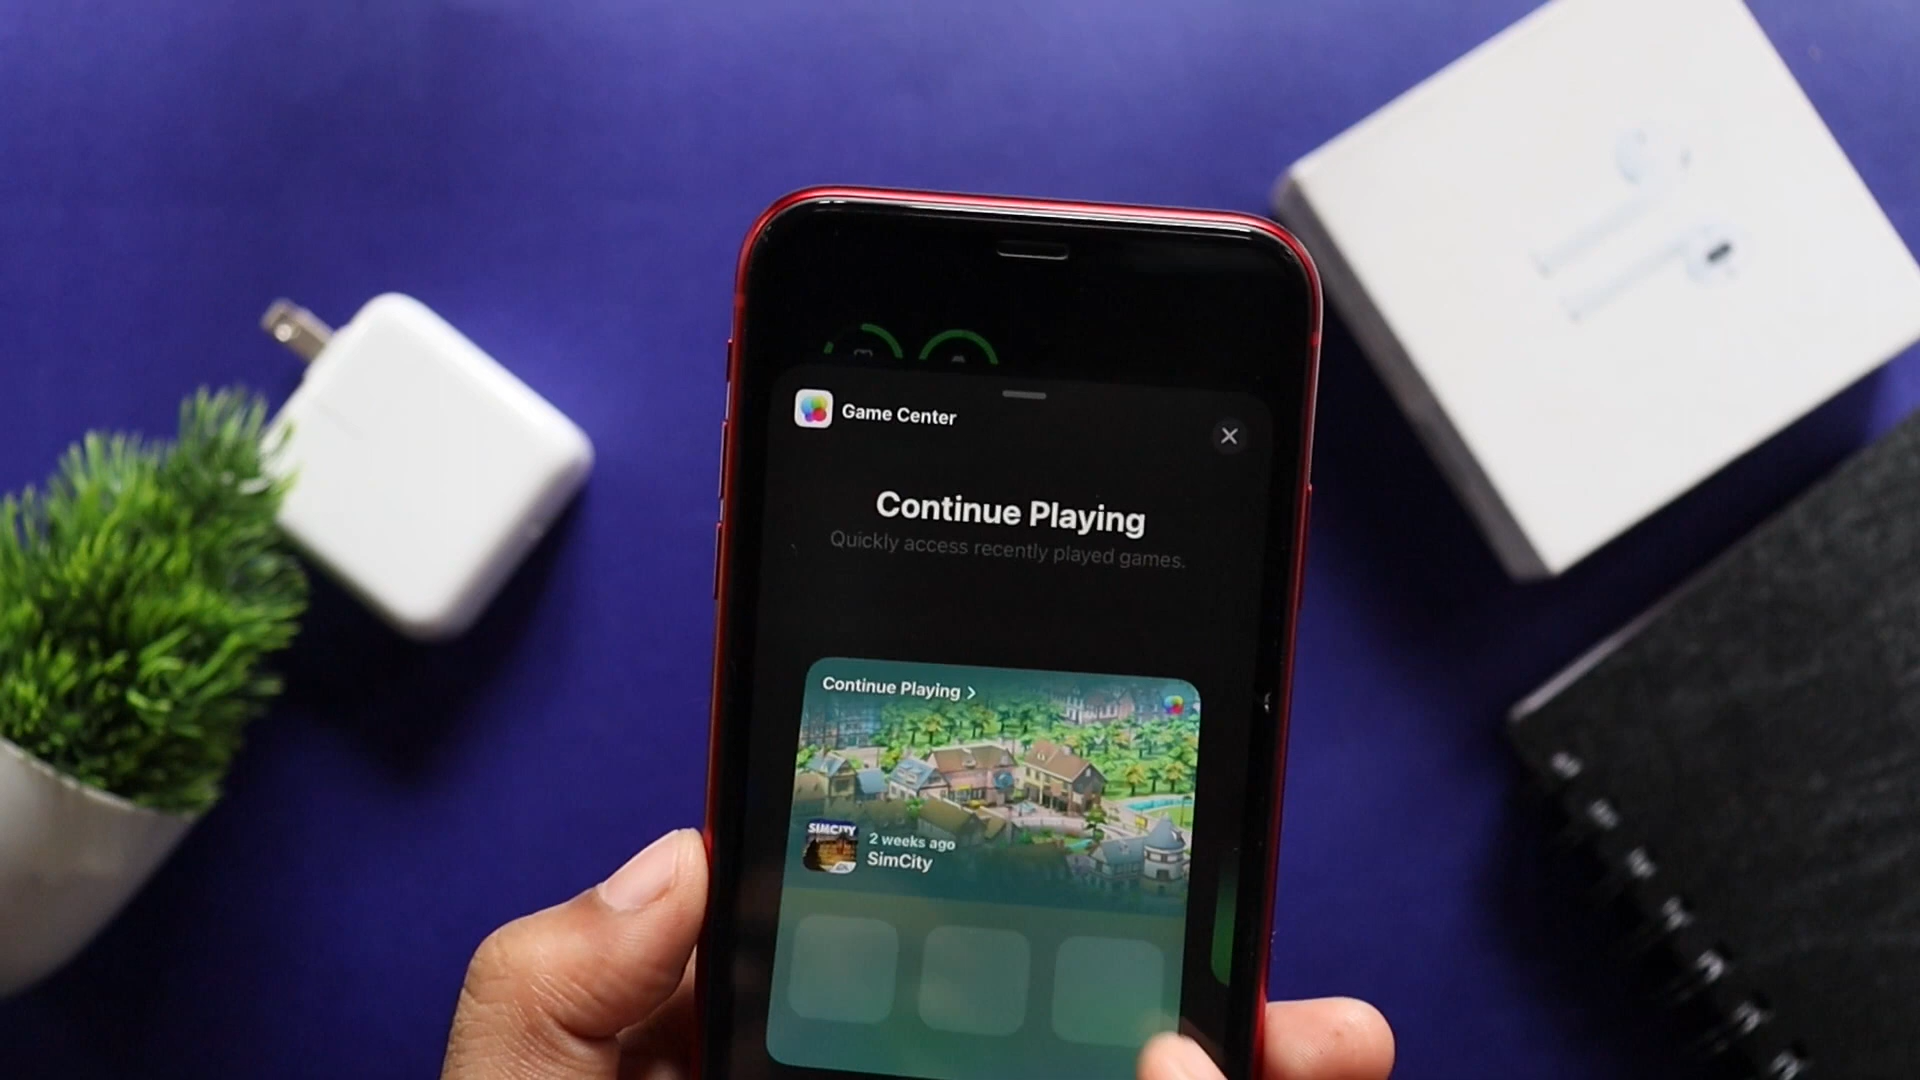 Game Center
Continue Playing
Quickly access recently played games.
Continue Playing
SIMCITY
2 weeks ago
SimCity